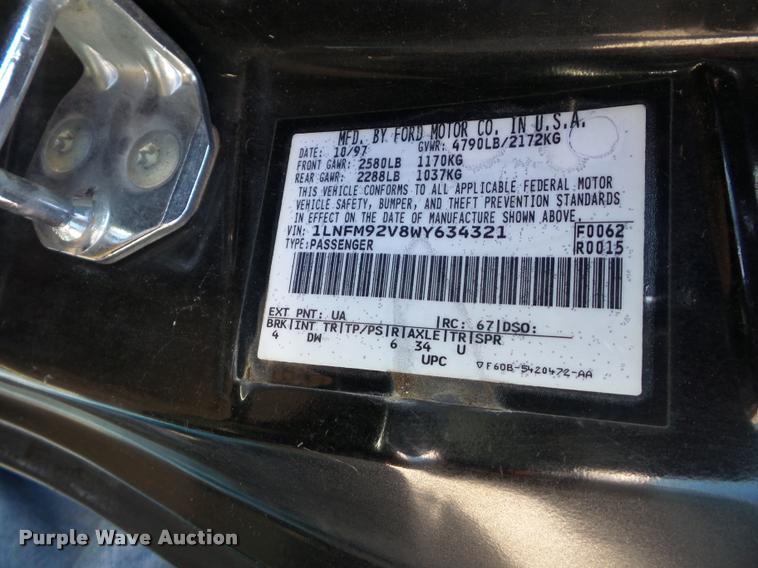 MFD. BY FORD MOTOR CO. IN U.S.A.
DATE: 10/97 GVWR: 4790LB/2172KG
FRONT GAWR: 2580LB 1170KG
REAR GAWR: 2288LB 1037KG
THIS VEHICLE CONFORMS TO ALL APPLICABLE FEDERAL MOTOR
VEHICLE SAFETY, BUMPER, AND THEFT PREVENTION STANDARDS
IN EFFECT ON THE DATE OF MANUFACTURE SHOWN ABOVE.
VIN: 1LNFM92V8WY634321 F0062
TYPE: PASSENGER R0015
EXT PNT: UA |RC: 67|DSO:
BRK|INT TR|TP/PS|R|AXLE|TR|SPR
4 DW 6 34 U
UPC ▽F60B-5420472-AA
Purple Wave Auction